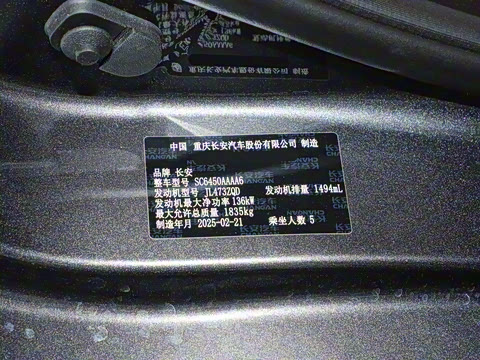 中国 重庆长安汽车股份有限公司 制造
品牌 长安
整车型号 SC6450AAAA6
发动机型号 JL473ZQD 发动机排量 1494mL
发动机最大净功率 136kW
最大允许总质量 1835kg
制造年月 2025-02-21 乘坐人数 5